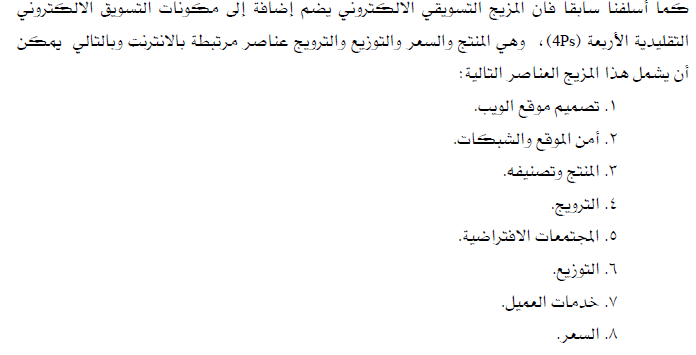 كما أسلفنا سابقا فان المزيج التسويقي الالكتروني يضم إضافة إلى مكونات التسويق الالكتروني
التقليدية الأربعة (4Ps)، وهي المنتج والسعر والتوزيع والترويج عناصر مرتبطة بالانترنت وبالتالي يمكن
أن يشمل هذا المزيج العناصر التالية:
١. تصميم موقع الويب.
٢. أمن الموقع والشبكات.
٣. المنتج وتصنيفه.
٤. الترويج.
٥. المجتمعات الافتراضية.
٦. التوزيع.
٧. خدمات العميل.
٨. السعر.